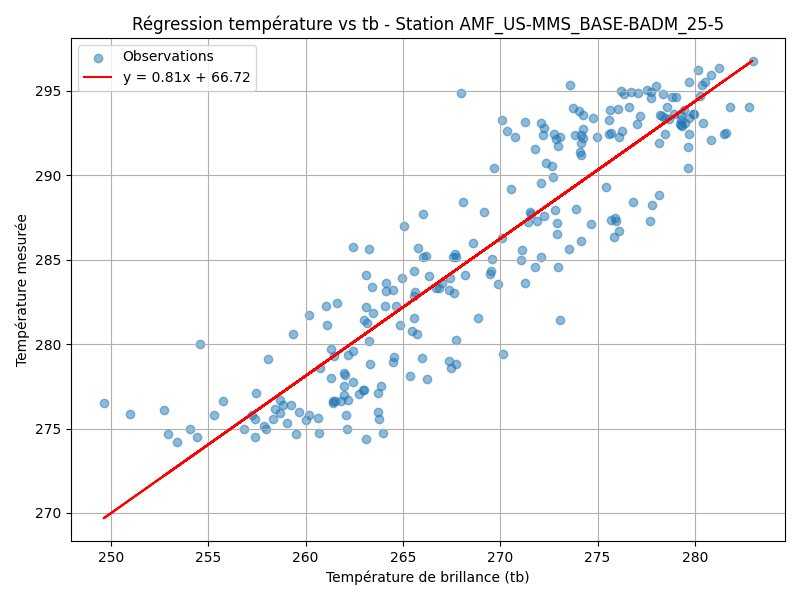 Régression température vs tb - Station AMF_US-MMS_BASE-BADM_25-5
Observations
y = 0.81x + 66.72
Température mesurée
295
290
285
280
275
270
250 255 260 265 270 275 280
Température de brillance (tb)